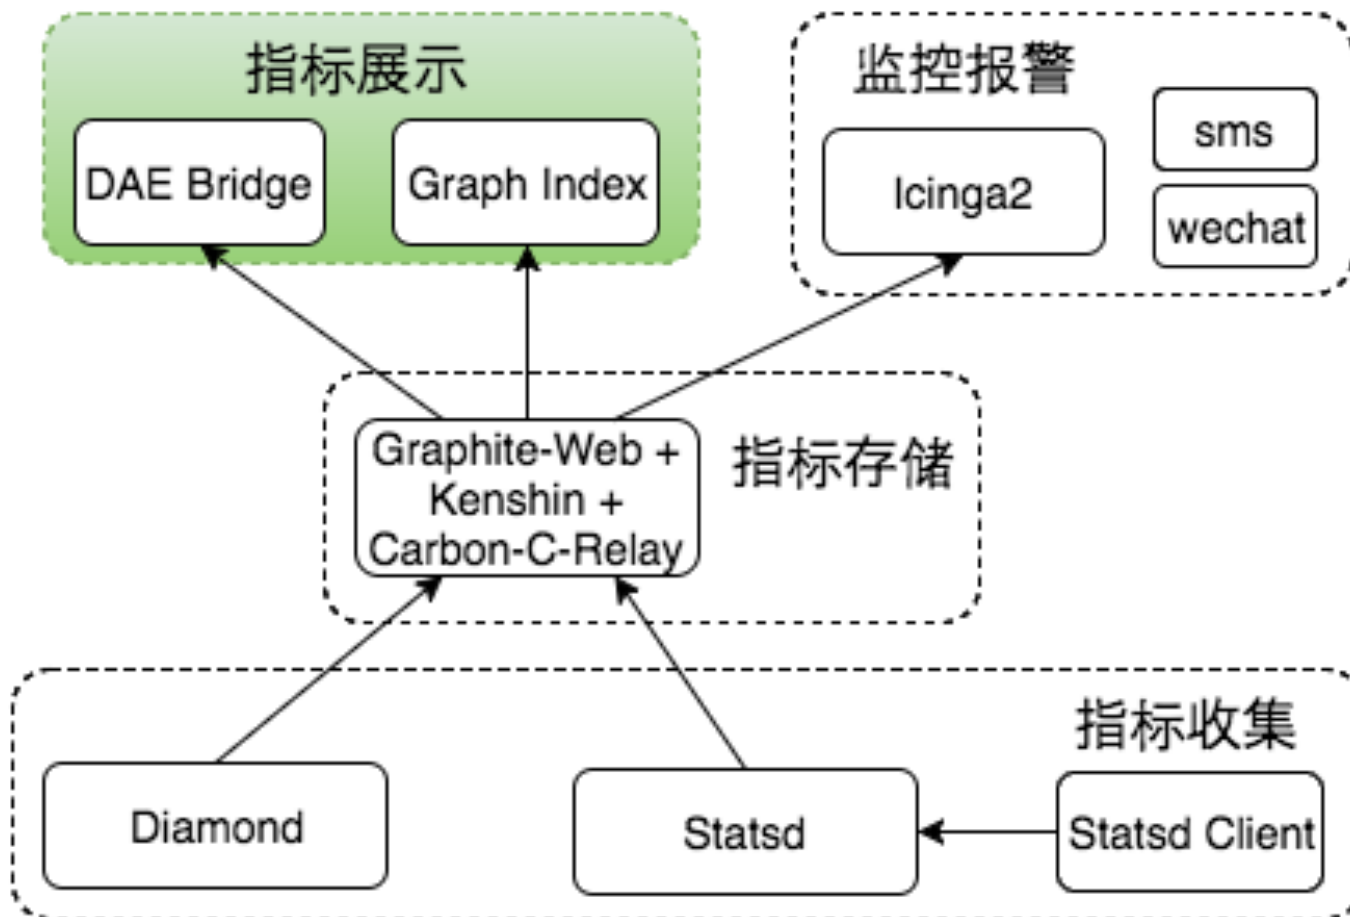 指标展示
DAE Bridge
Graph Index
监控报警
Icinga2
sms
wechat
Graphite-Web +
Kenshin +
Carbon-C-Relay
指标存储
指标收集
Diamond
Statsd
Statsd Client